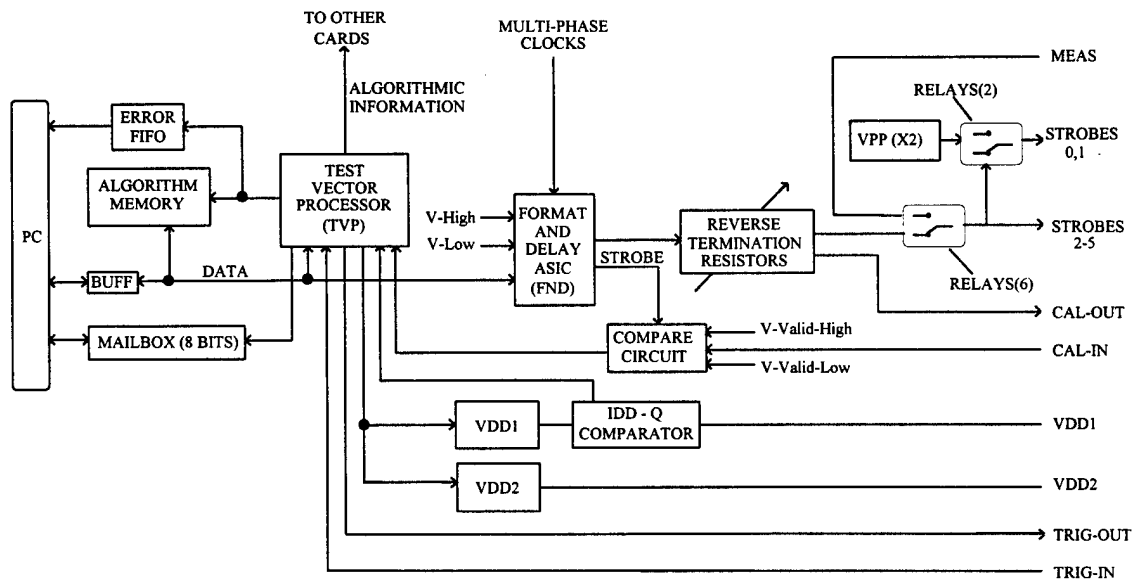 TO OTHER
CARDS
MULTI-PHASE
CLOCKS
MEAS
ALGORITHMIC
INFORMATION
RELAYS(2)
ERROR
FIFO
VPP (X2)
STROBES
0,1
TEST
VECTOR
PROCESSOR
(TVP)
ALGORITHM
MEMORY
PC
V-High
V-Low
FORMAT
AND
DELAY
ASIC
(FND)
REVERSE
TERMINATION
RESISTORS
STROBES
2-5
STROBE
DATA
BUFF
RELAYS(6)
CAL-OUT
MAILBOX (8 BITS)
COMPARE
CIRCUIT
V-Valid-High
CAL-IN
V-Valid-Low
VDD1
IDD - Q
COMPARATOR
VDD1
VDD2
VDD2
TRIG-OUT
TRIG-IN